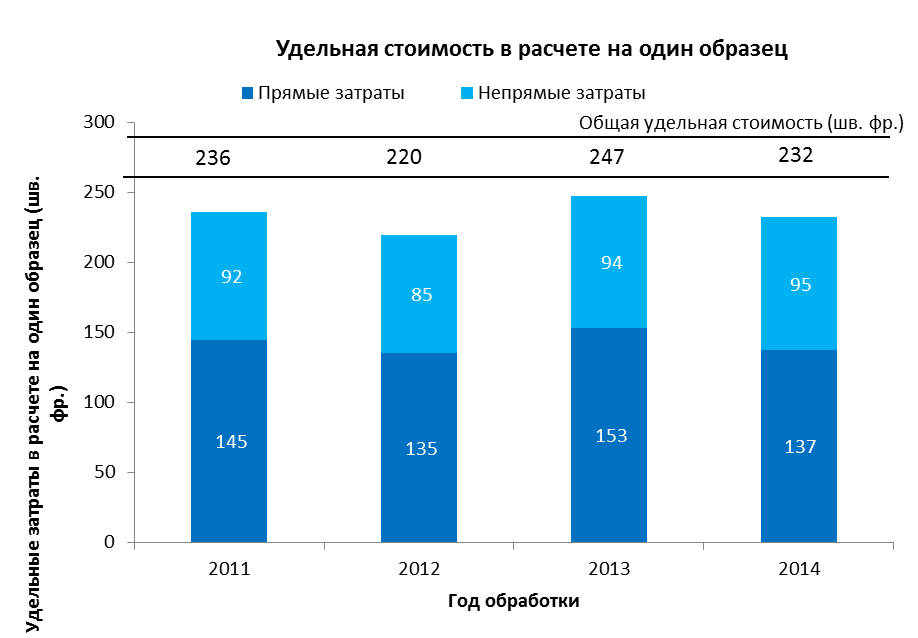 Удельная стоимость в расчете на один образец
Прямые затраты
Непрямые затраты
Общая удельная стоимость (шв. фр.)
236 220 247 232
Удельные затраты в расчете на один образец (шв.
фр.)
300
250
200
150
100
50
0
92 85 94 95
145 135 153 137
2011 2012 2013 2014
Год обработки